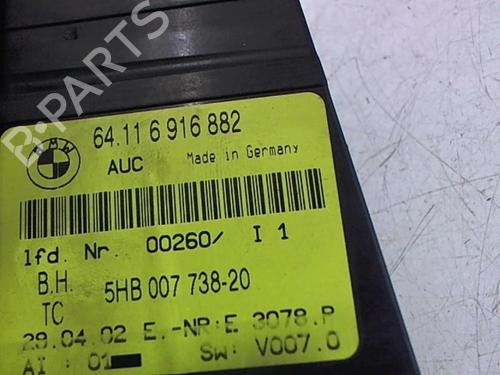 B-PARTS
BMW
64.11 6 916 882
AUC Made in Germany
lfd. Nr. 00260/ I 1
B.H. 5HB 007 738-20
TC
29.04.02 E.-NR:E 3078.P
AI: 01 SW: V007.0